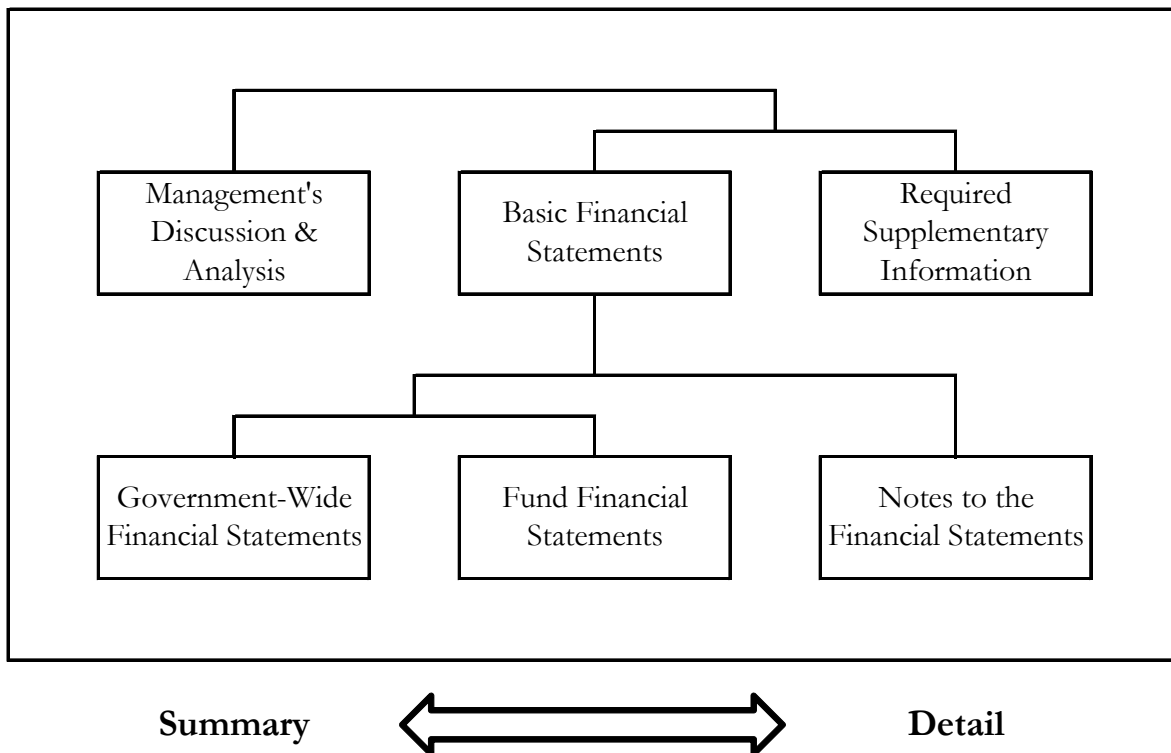 Management's
Discussion &
Analysis
Basic Financial
Statements
Required
Supplementary
Information
Government-Wide
Financial Statements
Fund Financial
Statements
Notes to the
Financial Statements
Summary
Detail